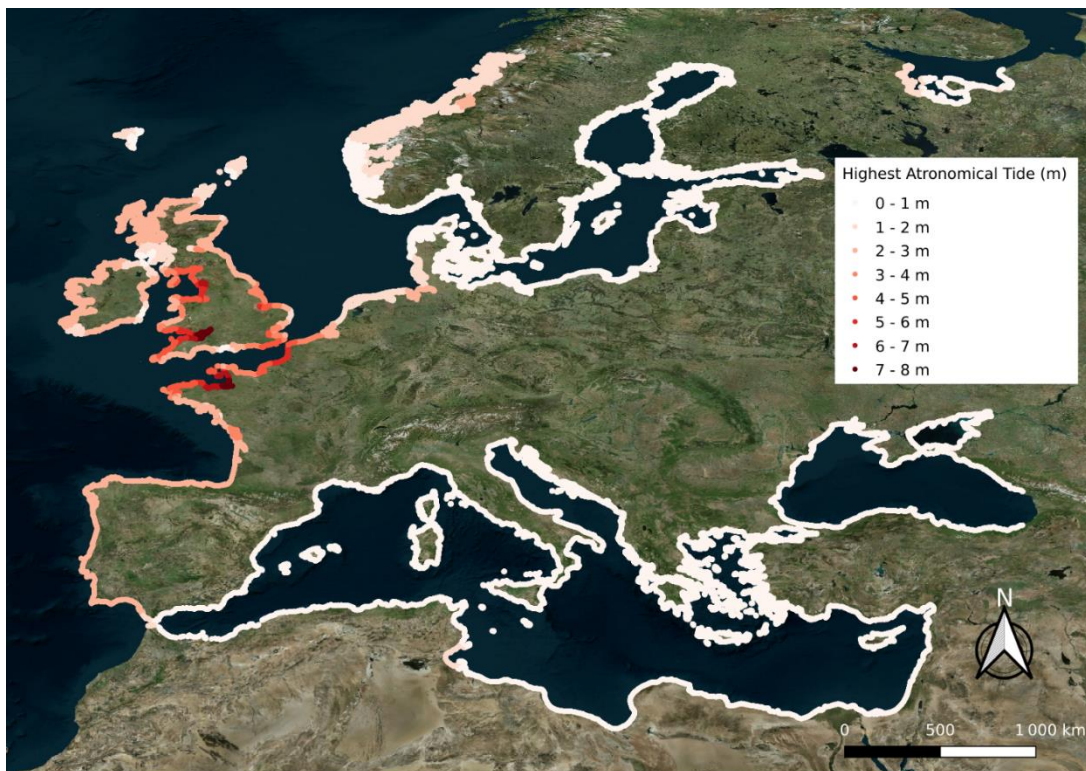 Highest Atronomical Tide (m)
0 - 1 m
1 - 2 m
2 - 3 m
3 - 4 m
4 - 5 m
5 - 6 m
6 - 7 m
7 - 8 m
N
0 500 1 000 km